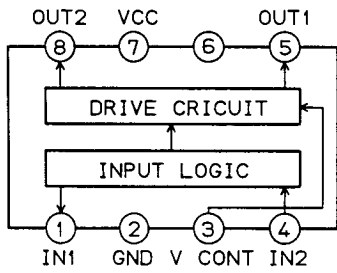 OUT2 VCC OUT1
8 7 6 5
DRIVE CRICUIT
INPUT LOGIC
1 2 3 4
IN1 GND V CONT IN2